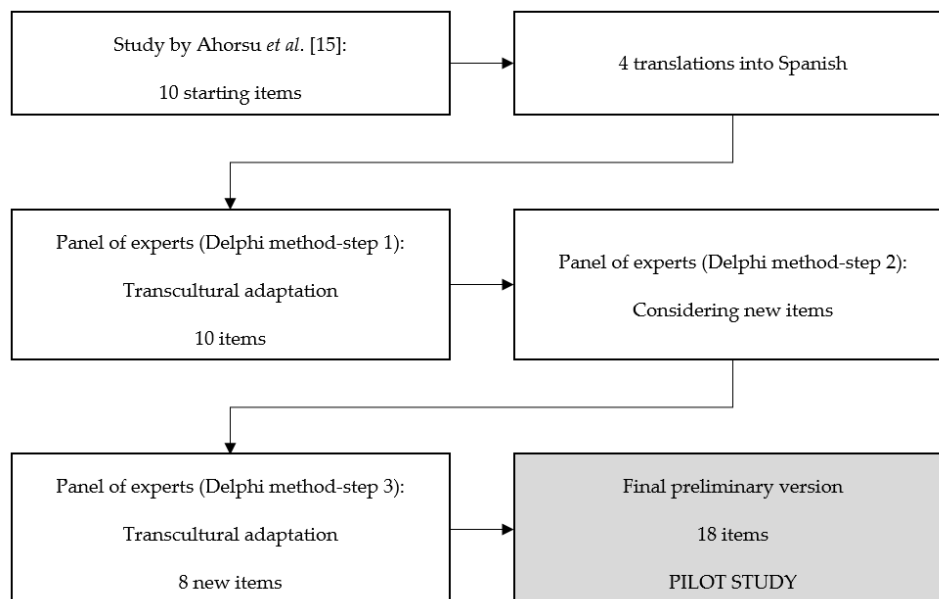 Study by Ahorsu et al. [15]:
10 starting items
4 translations into Spanish
Panel of experts (Delphi method-step 1):
Transcultural adaptation
10 items
Panel of experts (Delphi method-step 2):
Considering new items
Panel of experts (Delphi method-step 3):
Transcultural adaptation
8 new items
Final preliminary version
18 items
PILOT STUDY